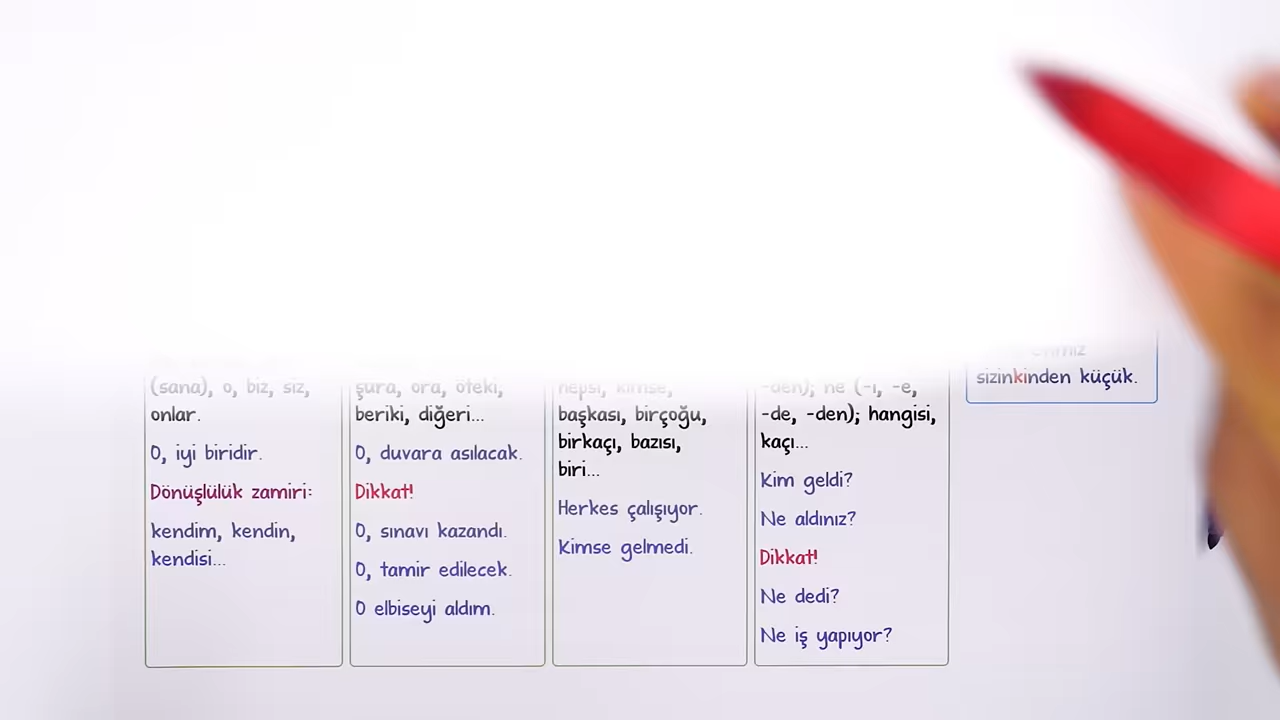 (sana), o, biz, siz,
onlar.
O, iyi biridir.
Dönüşlülük zamiri:
kendim, kendin,
kendisi...
şura, ora, öteki,
beriki, diğeri...
O, duvara asılacak.
Dikkat!
O, sınavı kazandı.
O, tamir edilecek.
O elbiseyi aldım.
hepsi, kimse,
başkası, birçoğu,
birkaçı, bazısı,
biri...
Herkes çalışıyor.
Kimse gelmedi.
-den); ne (-i, -e,
-de, -den); hangisi,
kaçı...
Kim geldi?
Ne aldınız?
Dikkat!
Ne dedi?
Ne iş yapıyor?
sizinkinden küçük.